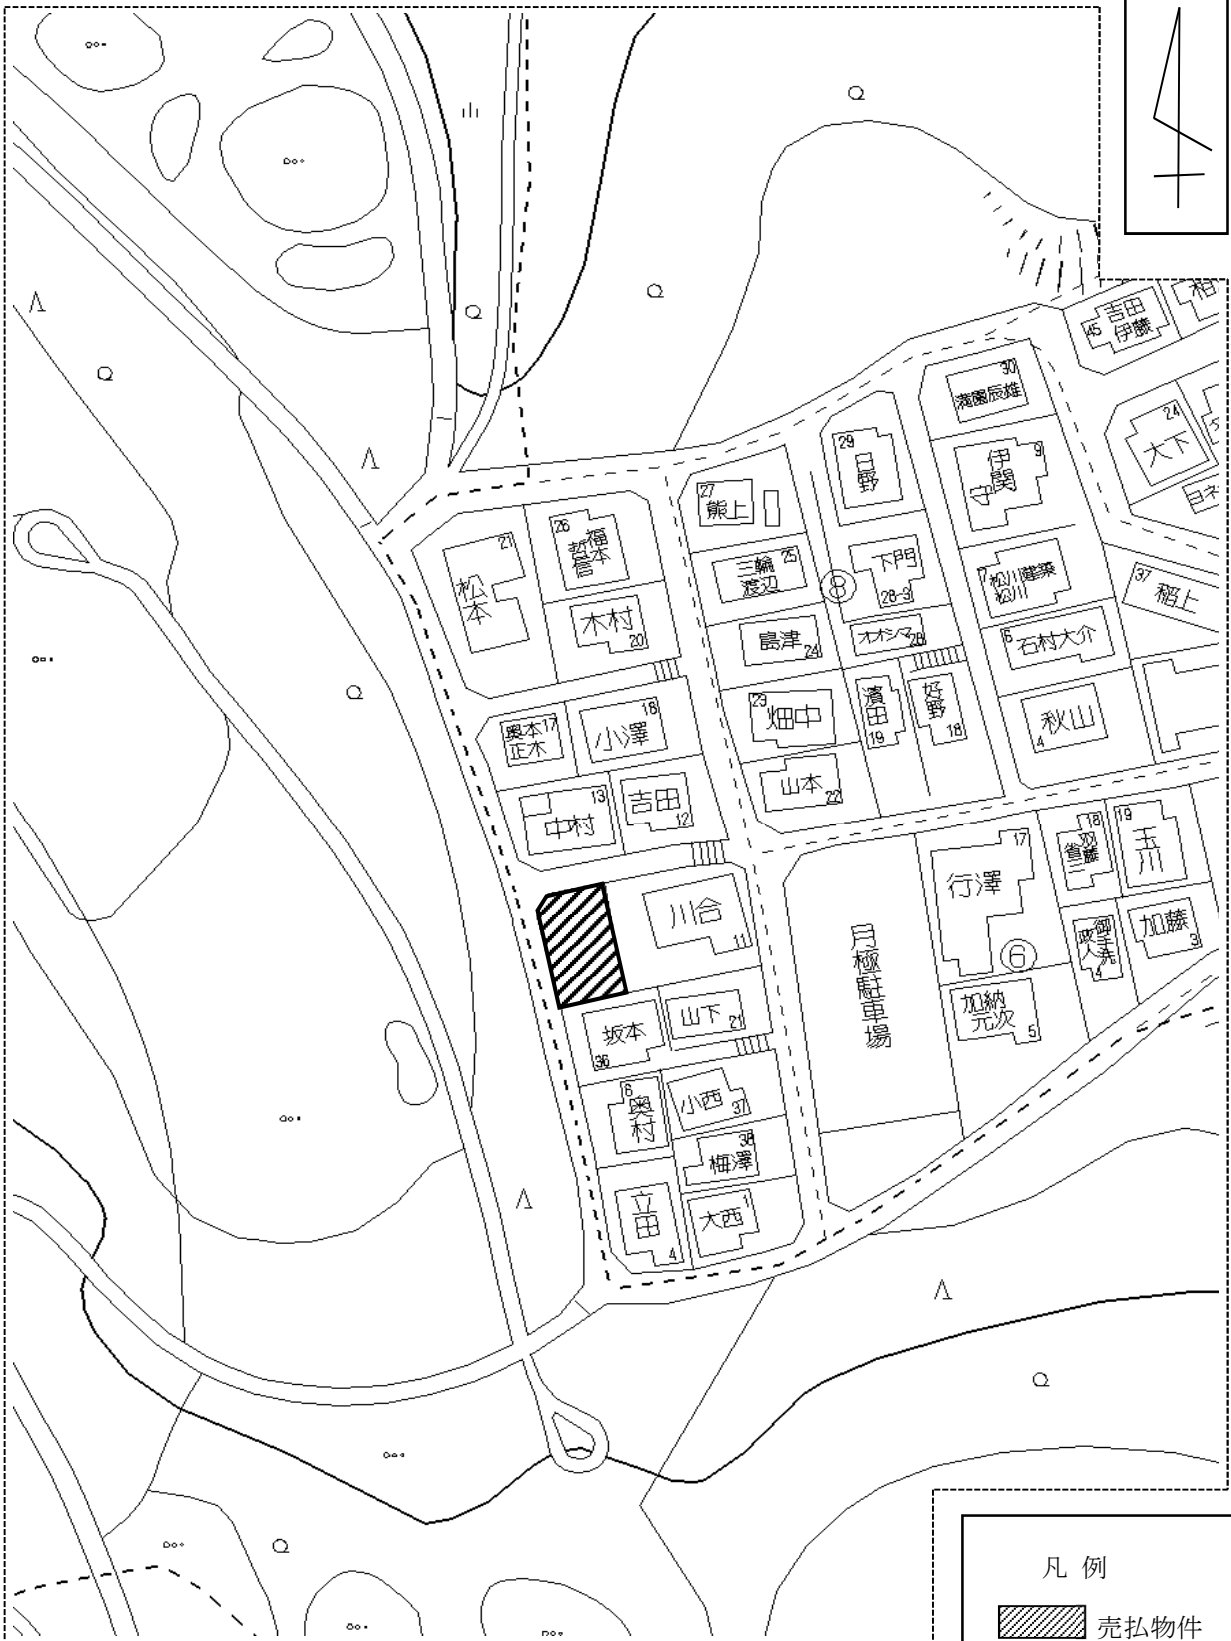 吉田
伊藤
45
30
満園辰雄
24
大下
29
日野
伊関
守
9
27
熊上
26
福本
哲信
21
松本
三輪
渡辺
25
8
下門
28-3
7
松川建築
松川
37
稲上
木村
20
島津
24
オオシマ
28
6
石村大介
18
小澤
奥本
正木
17
23
畑中
濱田
19
好野
18
秋山
4
13
中村
吉田
12
山本
22
17
行澤
18
19
玉川
川合
11
月極駐車場
6
御手洗
政人
4
加藤
3
加納
元次
5
坂本
36
山下
21
6
奥村
小西
37
38
梅澤
立田
4
大西
1
凡 例
売払物件